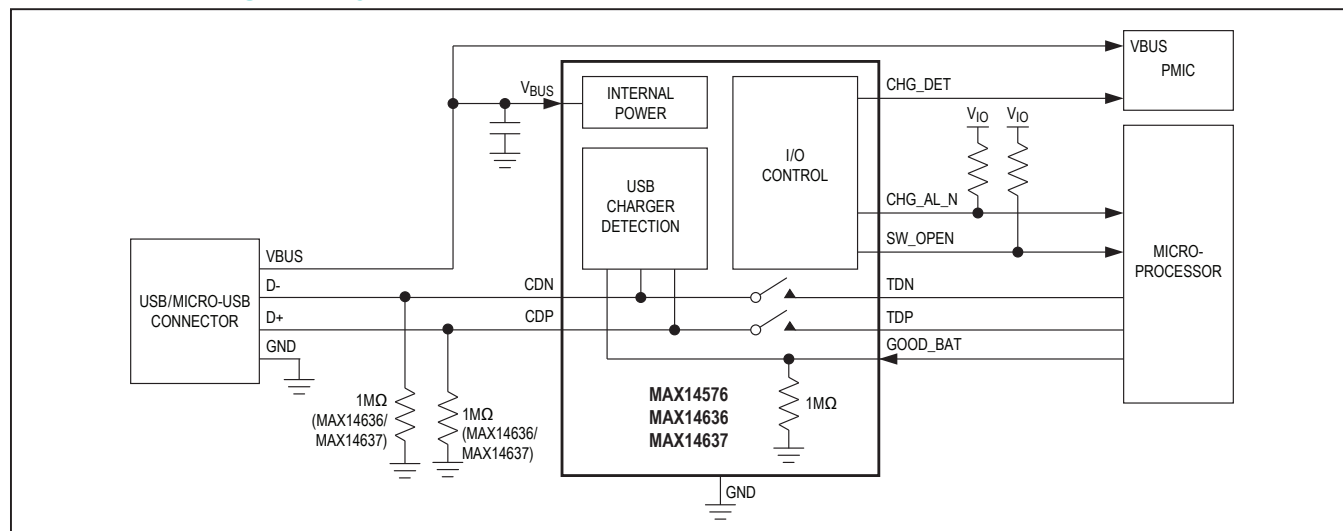 VBUS
PMIC
VBUS
INTERNAL
POWER
CHG_DET
VIO
VIO
I/O
CONTROL
USB
CHARGER
DETECTION
CHG_AL_N
SW_OPEN
MICRO-
PROCESSOR
USB/MICRO-USB
CONNECTOR
VBUS
D-
D+
GND
CDN
CDP
TDN
TDP
GOOD_BAT
1MΩ
(MAX14636/
MAX14637)
1MΩ
(MAX14636/
MAX14637)
MAX14576
MAX14636
MAX14637
1MΩ
GND